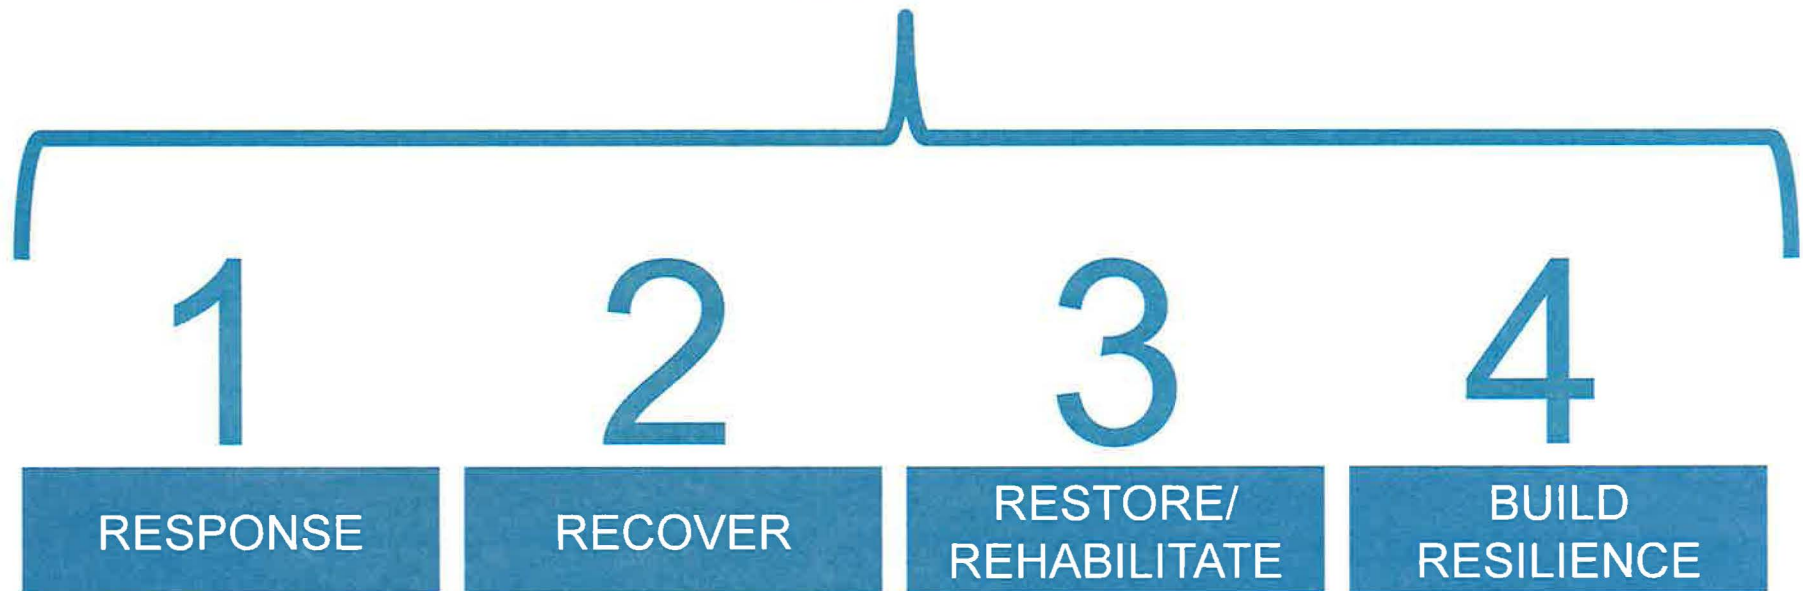 1
2
3
4
RESPONSE
RECOVER
RESTORE/
REHABILITATE
BUILD
RESILIENCE